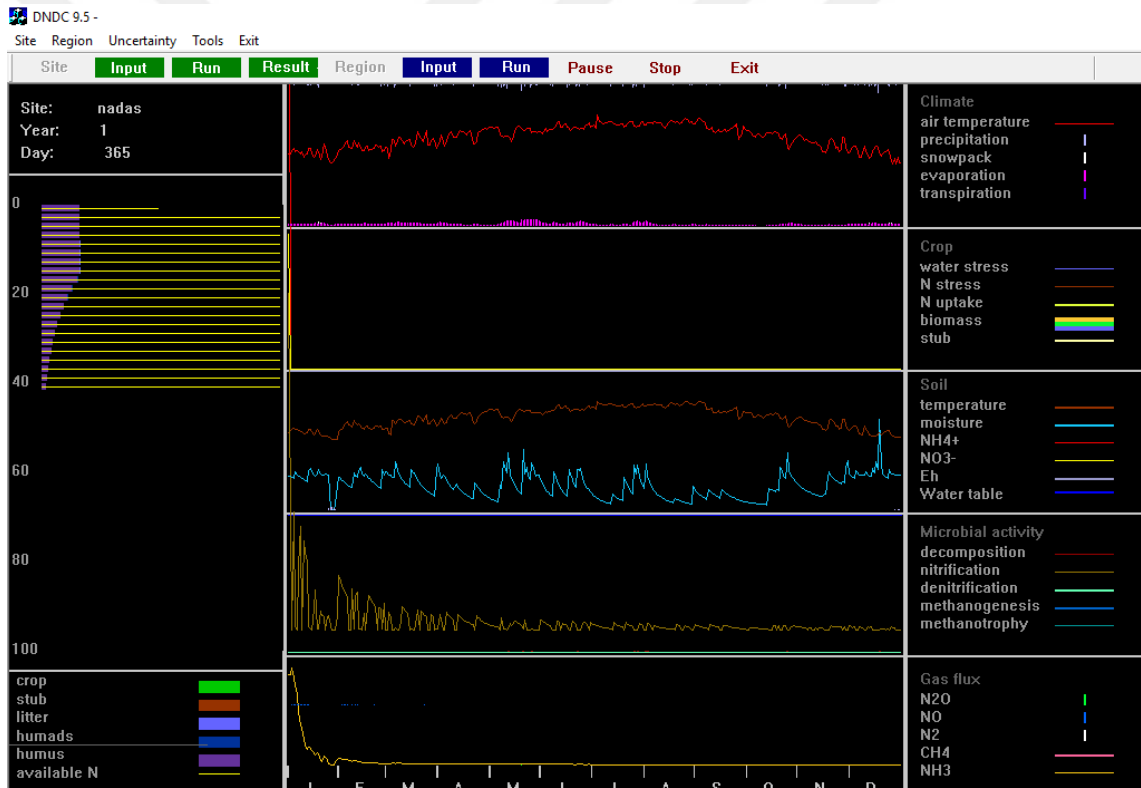 DNDC 9.5 -
Site Region Uncertainty Tools Exit
Site Input Run Result Region Input Run Pause Stop Exit
Site: nadas
Year: 1
Day: 365
0
20
40
60
80
100
crop
stub
litter
humads
humus
available N
Climate
air temperature
precipitation
snowpack
evaporation
transpiration
Crop
water stress
N stress
N uptake
biomass
stub
Soil
temperature
moisture
NH4+
NO3-
Eh
Water table
Microbial activity
decomposition
nitrification
denitrification
methanogenesis
methanotrophy
Gas flux
N2O
NO
N2
CH4
NH3